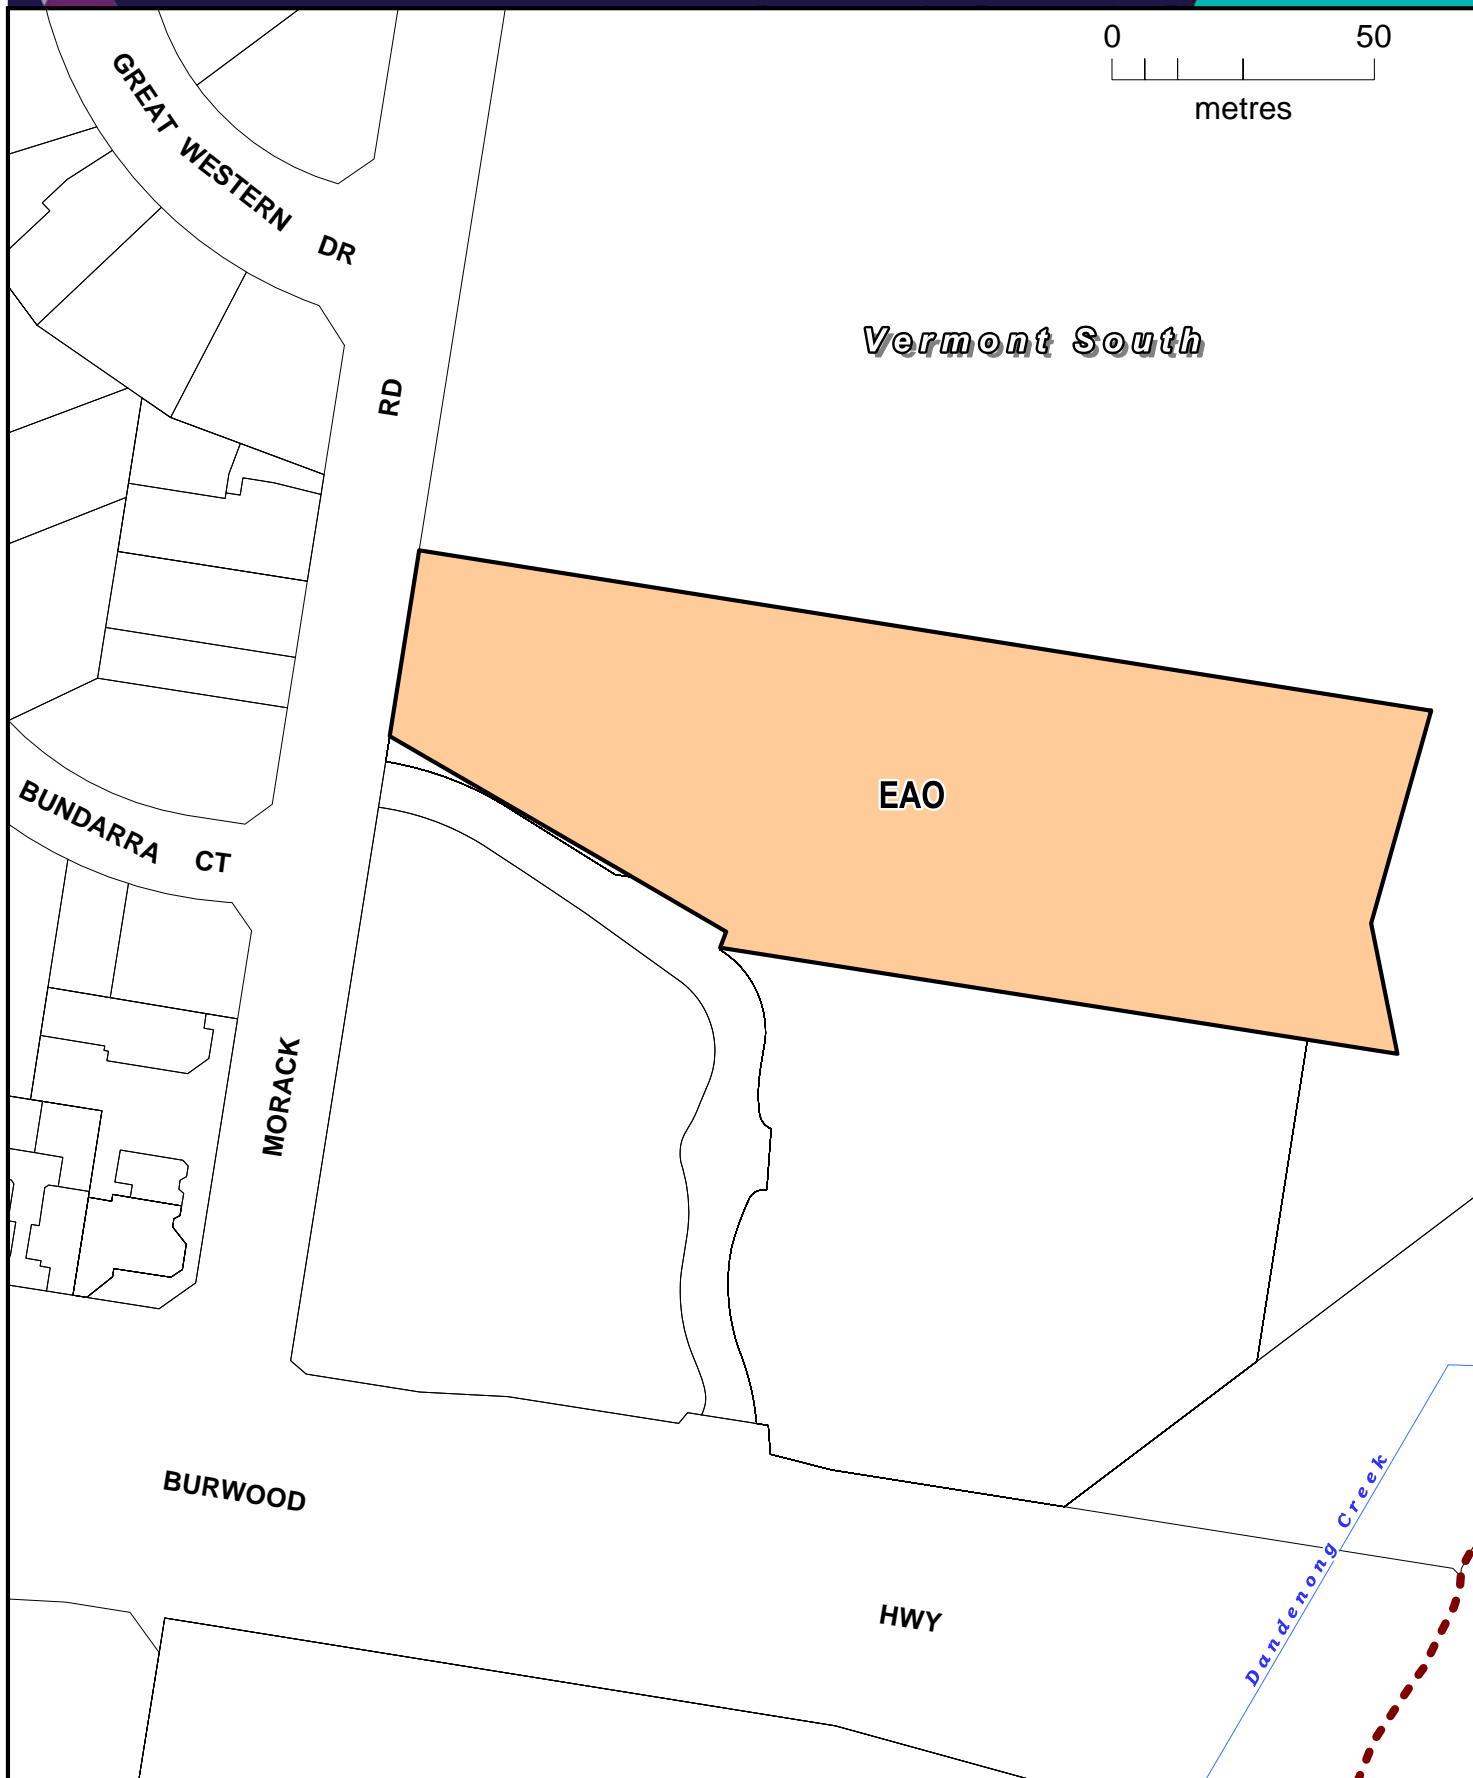 0 50
metres
GREAT WESTERN DR
Vermont South
RD
EAO
BUNDARRA CT
MORACK
BURWOOD
HWY
Dandenong Creek